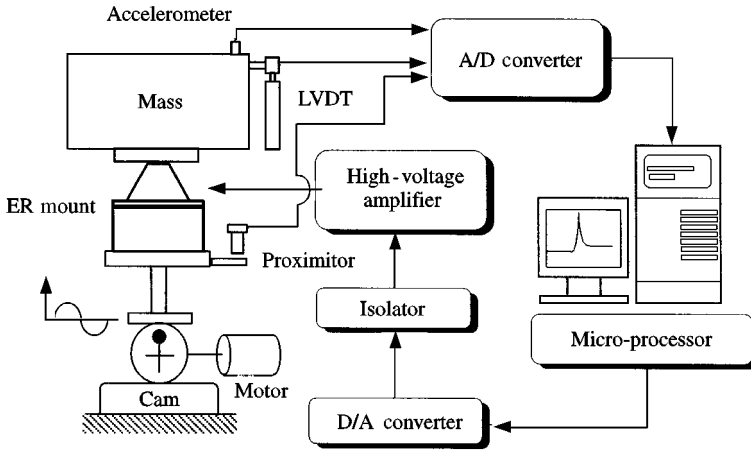 Accelerometer
A/D converter
Mass
LVDT
High-voltage
amplifier
ER mount
Proximitor
Isolator
Micro-processor
Motor
Cam
D/A converter